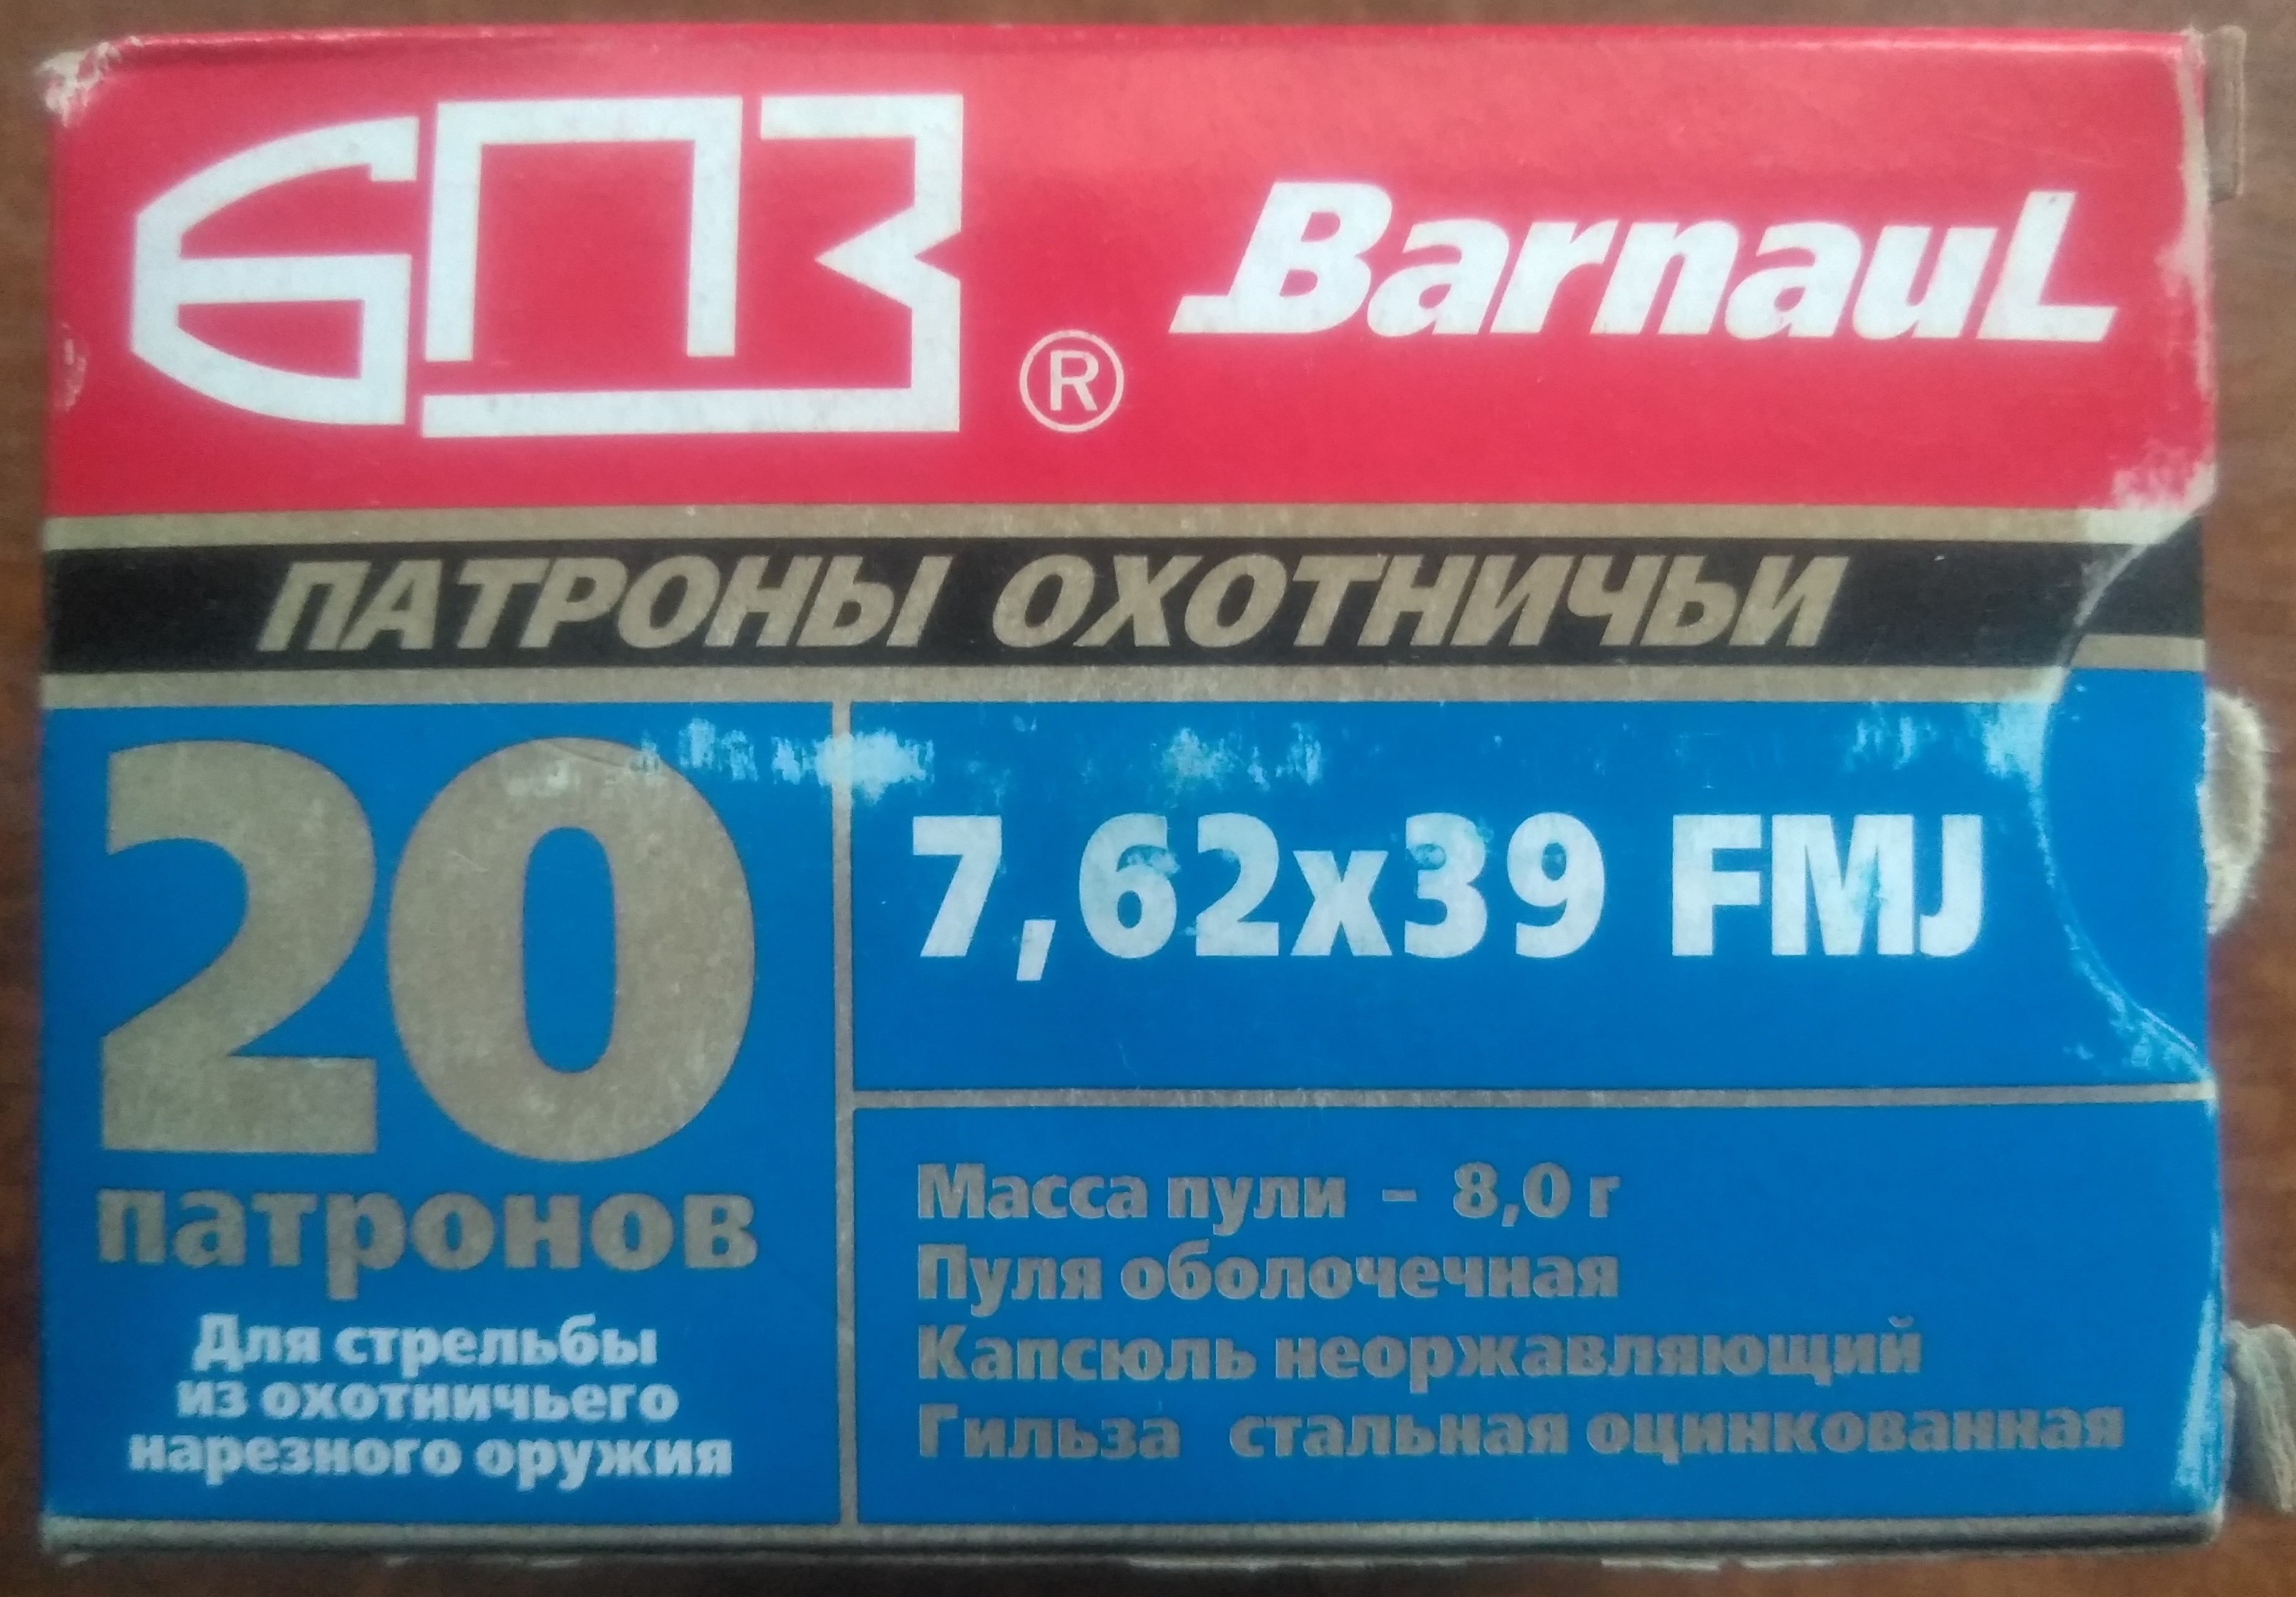 БПЗ ® Barnaul
ПАТРОНЫ ОХОТНИЧЬИ
20
патронов
Для стрельбы
из охотничьего
нарезного оружия
7,62x39 FMJ
Масса пули – 8,0 г
Пуля оболочечная
Капсюль неоржавляющий
Гильза стальная оцинкованная